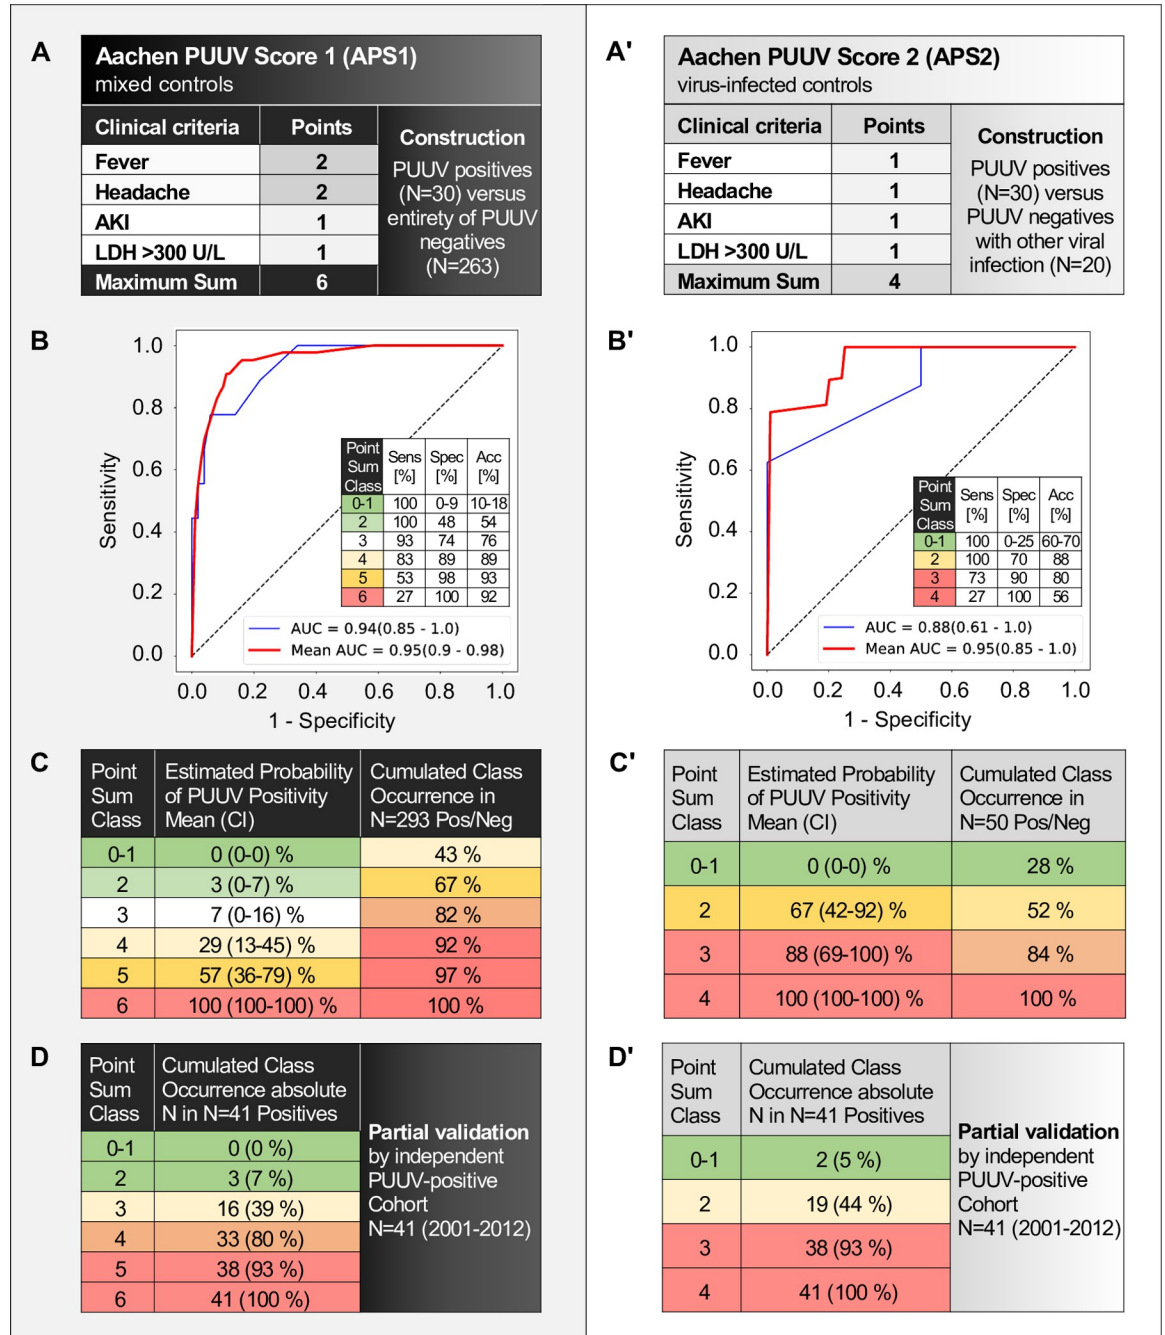 A
Aachen PUUV Score 1 (APS1)
mixed controls
Clinical criteria Points
Fever 2
Headache 2
AKI 1
LDH >300 U/L 1
Maximum Sum 6
Construction
PUUV positives
(N=30) versus
entirety of PUUV
negatives
(N=263)
A'
Aachen PUUV Score 2 (APS2)
virus-infected controls
Clinical criteria Points
Fever 1
Headache 1
AKI 1
LDH >300 U/L 1
Maximum Sum 4
Construction
PUUV positives
(N=30) versus
PUUV negatives
with other viral
infection (N=20)
B
Sensitivity
1.0
0.8
0.6
0.4
0.2
0.0
Point
Sum
Class
Sens
[%]
Spec
[%]
Acc
[%]
0-1 100 0-9 10-18
2 100 48 54
3 93 74 76
4 83 89 89
5 53 98 93
6 27 100 92
AUC = 0.94(0.85 - 1.0)
Mean AUC = 0.95(0.9 - 0.98)
0.0 0.2 0.4 0.6 0.8 1.0
1 - Specificity
B'
Sensitivity
1.0
0.8
0.6
0.4
0.2
0.0
Point
Sum
Class
Sens
[%]
Spec
[%]
Acc
[%]
0-1 100 0-25 60-70
2 100 70 88
3 73 90 80
4 27 100 56
AUC = 0.88(0.61 - 1.0)
Mean AUC = 0.95(0.85 - 1.0)
0.0 0.2 0.4 0.6 0.8 1.0
1 - Specificity
C
Point
Sum
Class
Estimated Probability
of PUUV Positivity
Mean (CI)
Cumulated Class
Occurrence in
N=293 Pos/Neg
0-1 0 (0-0) % 43 %
2 3 (0-7) % 67 %
3 7 (0-16) % 82 %
4 29 (13-45) % 92 %
5 57 (36-79) % 97 %
6 100 (100-100) % 100 %
C'
Point
Sum
Class
Estimated Probability
of PUUV Positivity
Mean (CI)
Cumulated Class
Occurrence in
N=50 Pos/Neg
0-1 0 (0-0) % 28 %
2 67 (42-92) % 52 %
3 88 (69-100) % 84 %
4 100 (100-100) % 100 %
D
Point
Sum
Class
Cumulated Class
Occurrence absolute
N in N=41 Positives
0-1 0 (0 %)
2 3 (7 %)
3 16 (39 %)
4 33 (80 %)
5 38 (93 %)
6 41 (100 %)
Partial validation
by independent
PUUV-positive
Cohort
N=41 (2001-2012)
D'
Point
Sum
Class
Cumulated Class
Occurrence absolute
N in N=41 Positives
0-1 2 (5 %)
2 19 (44 %)
3 38 (93 %)
4 41 (100 %)
Partial validation
by independent
PUUV-positive
Cohort
N=41 (2001-2012)